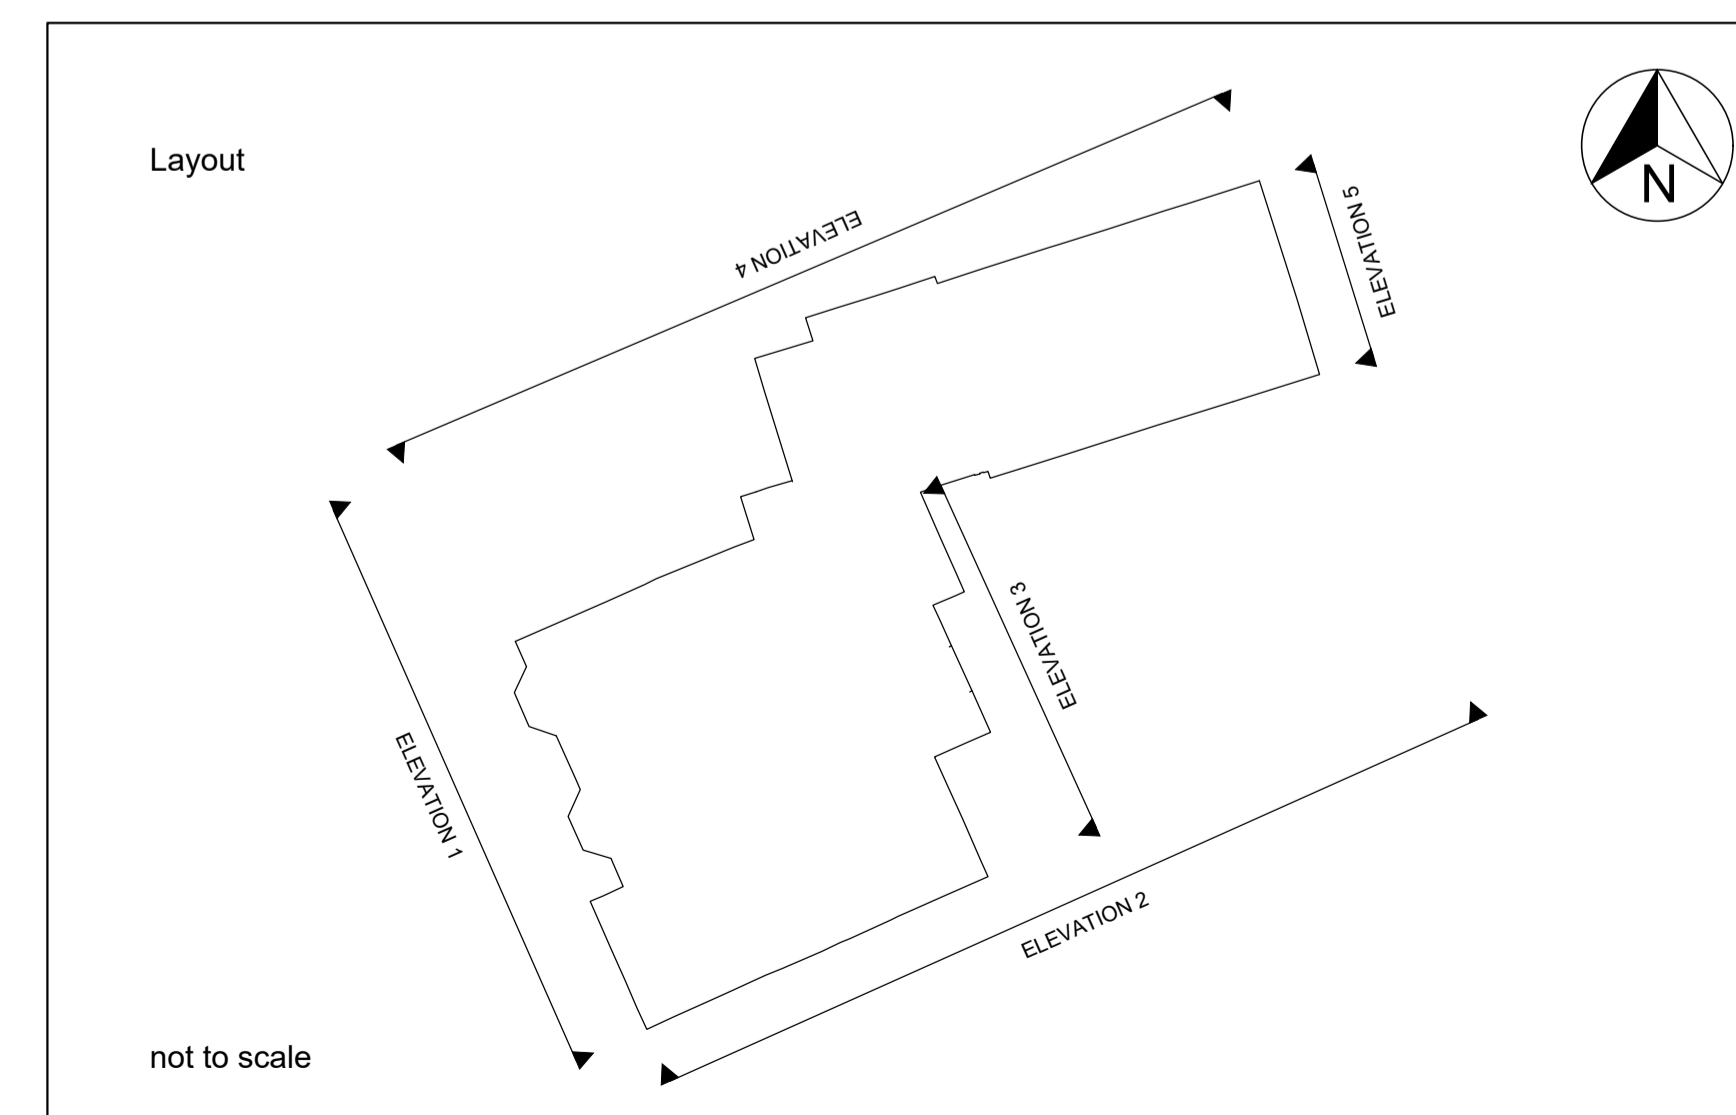 Layout
N
ELEVATION 4
ELEVATION 5
ELEVATION 3
ELEVATION 1
ELEVATION 2
not to scale